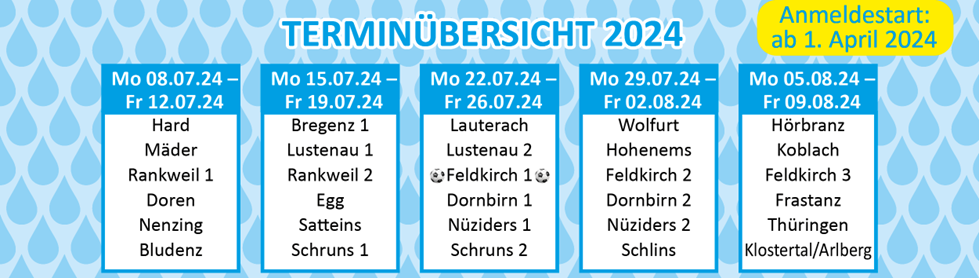 TERMINÜBERSICHT 2024
Anmeldestart:
ab 1. April 2024
Mo 08.07.24 –
Fr 12.07.24
Hard
Mäder
Rankweil 1
Doren
Nenzing
Bludenz
Mo 15.07.24 –
Fr 19.07.24
Bregenz 1
Lustenau 1
Rankweil 2
Egg
Satteins
Schruns 1
Mo 22.07.24 –
Fr 26.07.24
Lauterach
Lustenau 2
Feldkirch 1
Dornbirn 1
Nüziders 1
Schruns 2
Mo 29.07.24 –
Fr 02.08.24
Wolfurt
Hohenems
Feldkirch 2
Dornbirn 2
Nüziders 2
Schlins
Mo 05.08.24 –
Fr 09.08.24
Hörbranz
Koblach
Feldkirch 3
Frastanz
Thüringen
Klostertal/Arlberg